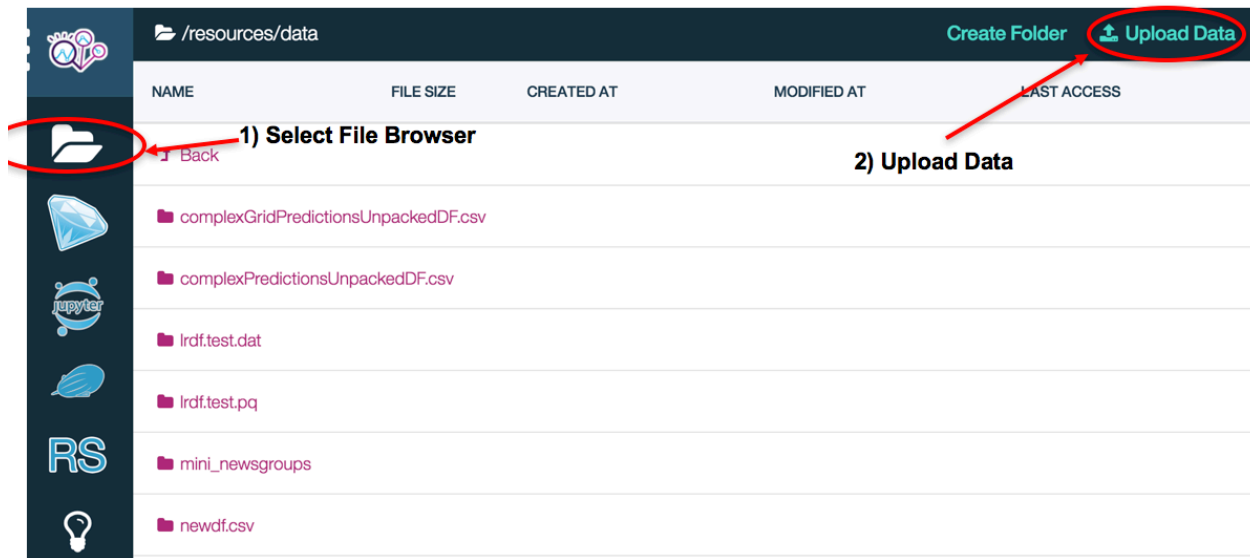 /resources/data
Create Folder
Upload Data
NAME
FILE SIZE
CREATED AT
MODIFIED AT
LAST ACCESS
1) Select File Browser
Back
2) Upload Data
complexGridPredictionsUnpackedDF.csv
complexPredictionsUnpackedDF.csv
jupyter
lrdf.test.dat
lrdf.test.pq
RS
mini_newsgroups
newdf.csv